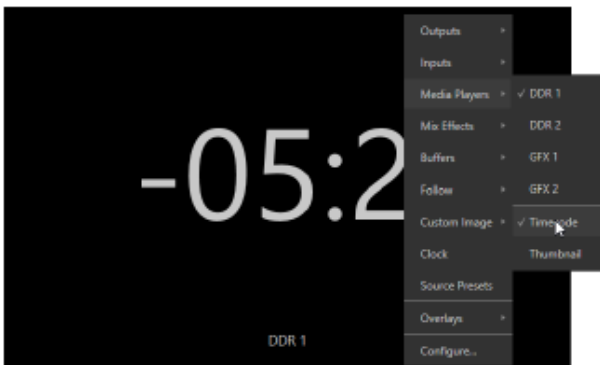 -05:2
DDR 1
Outputs
Inputs
Media Players
Mix Effects
Buffers
Follow
Custom Image
Clock
Source Presets
Overlays
Configure...
DDR 1
DDR 2
GFX 1
GFX 2
Timecode
Thumbnail